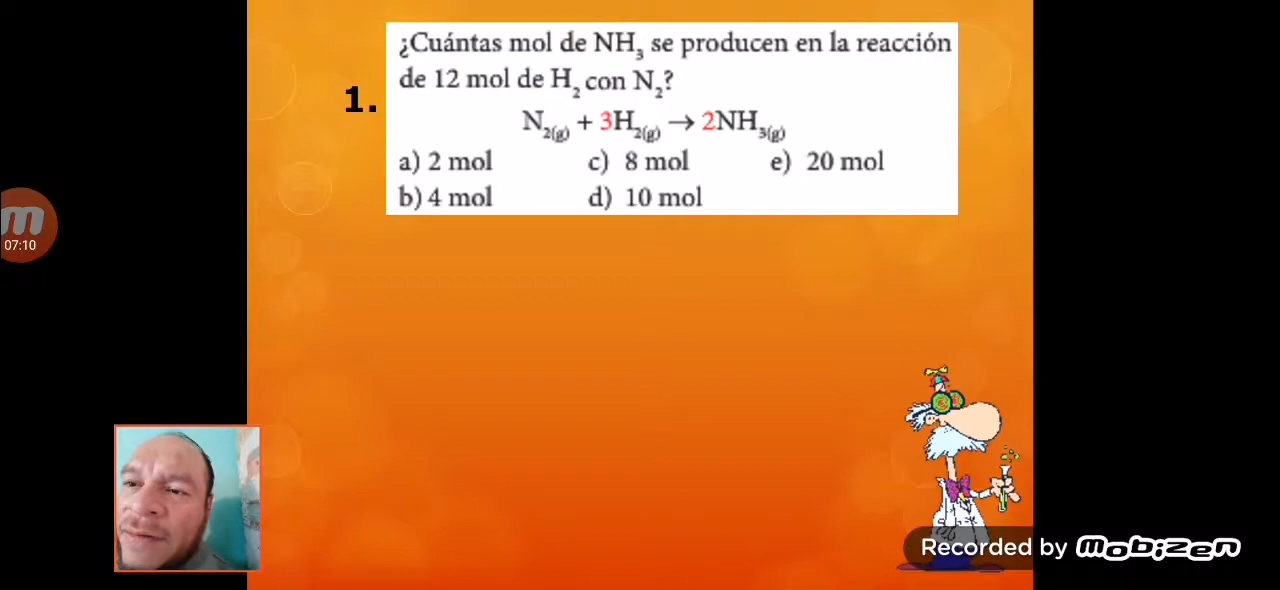 ¿Cuántas mol de NH₃ se producen en la reacción
de 12 mol de H₂ con N₂?
1.
N₂(g) + 3H₂(g) → 2NH₃(g)
a) 2 mol c) 8 mol e) 20 mol
b) 4 mol d) 10 mol
07:10
Recorded by Mobizen